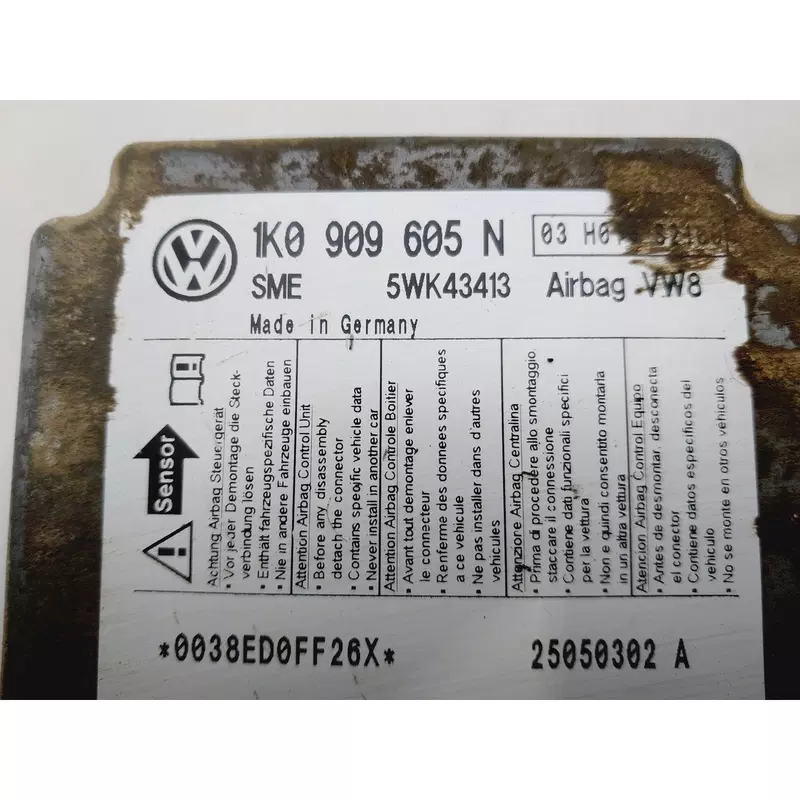 1K0 909 605 N
03 H0
SME 5WK43413 Airbag VW8
Made in Germany
Sensor
Achtung Airbag Steuergerät
• Vor jeder Demontage die Steck-
verbindung lösen
• Enthält fahrzeugspezifische Daten
• Nie in andere Fahrzeuge einbauen
Attention Airbag Control Unit
• Before any disassembly
detach the connector
• Contains specific vehicle data
• Never install in another car
Attention Airbag Controle Boitier
• Avant tout demontage enlever
le connecteur
• Renferme des donnees specifiques
a ce vehicule
• Ne pas installer dans d'autres
vehicules
Attenzione Airbag Centralina
• Prima di procedere allo smontaggio
staccare il connessione
• Contiene dati funzionali specifici
per la vettura
• Non e quindi consentito montarla
in un altra vettura
Atencion Airbag Control Equipo
• Antes de desmontar, desconecta
el conector
• Contiene datos especificos del
vehiculo
• No se monte en otros vehiculos
*0038ED0FF26X* 25050302 A